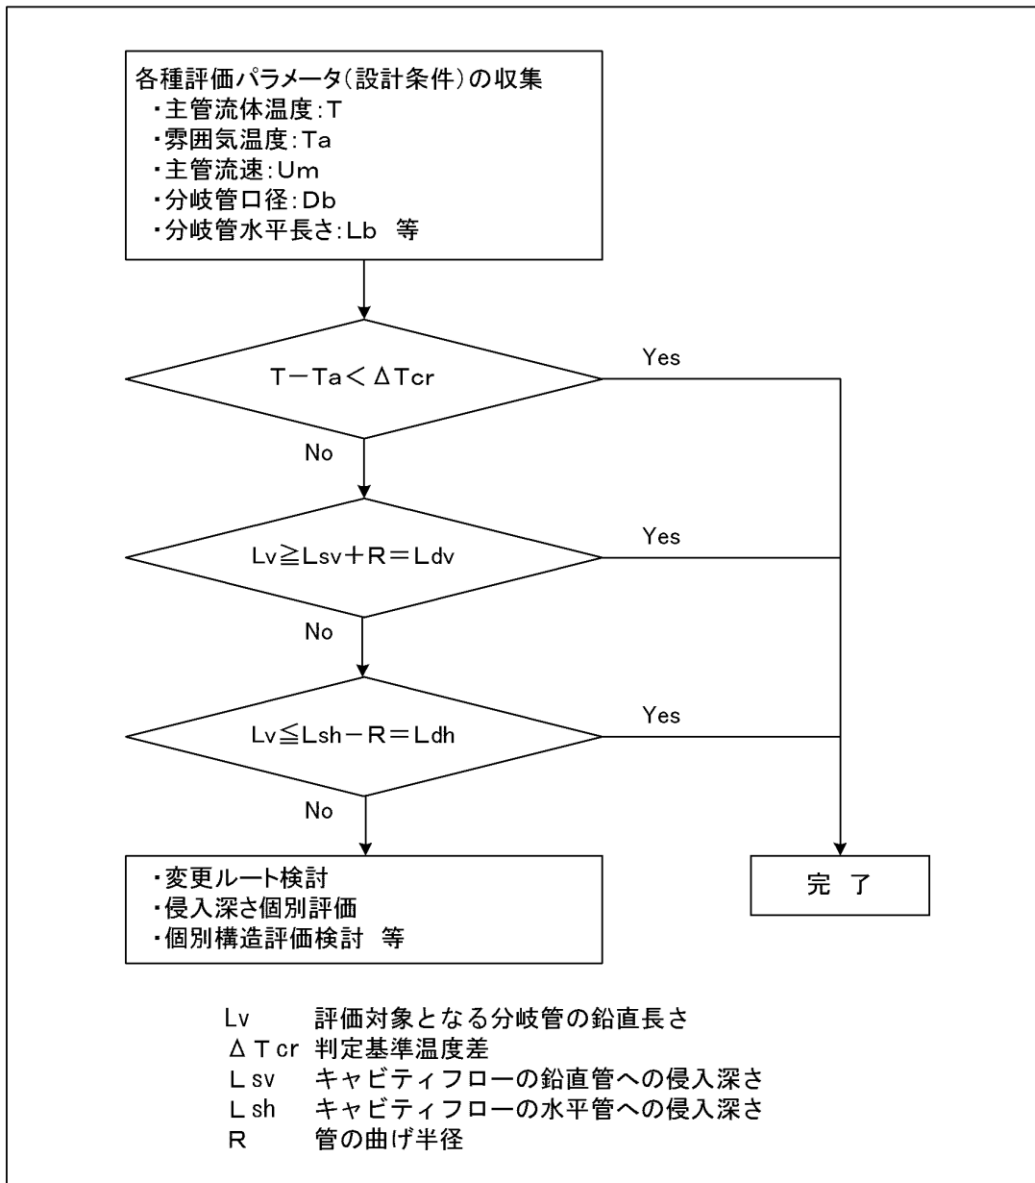 各種評価パラメータ(設計条件)の収集
・主管流体温度:T
・雰囲気温度:Ta
・主管流速:Um
・分岐管口径:Db
・分岐管水平長さ:Lb 等
T－Ta＜ΔTcr
Yes
No
Lv≧Lsv＋R＝Ldv
Yes
No
Lv≦Lsh－R＝Ldh
Yes
No
・変更ルート検討
・侵入深さ個別評価
・個別構造評価検討 等
完 了
Lv 評価対象となる分岐管の鉛直長さ
ΔTcr 判定基準温度差
Lsv キャビティフローの鉛直管への侵入深さ
Lsh キャビティフローの水平管への侵入深さ
R 管の曲げ半径